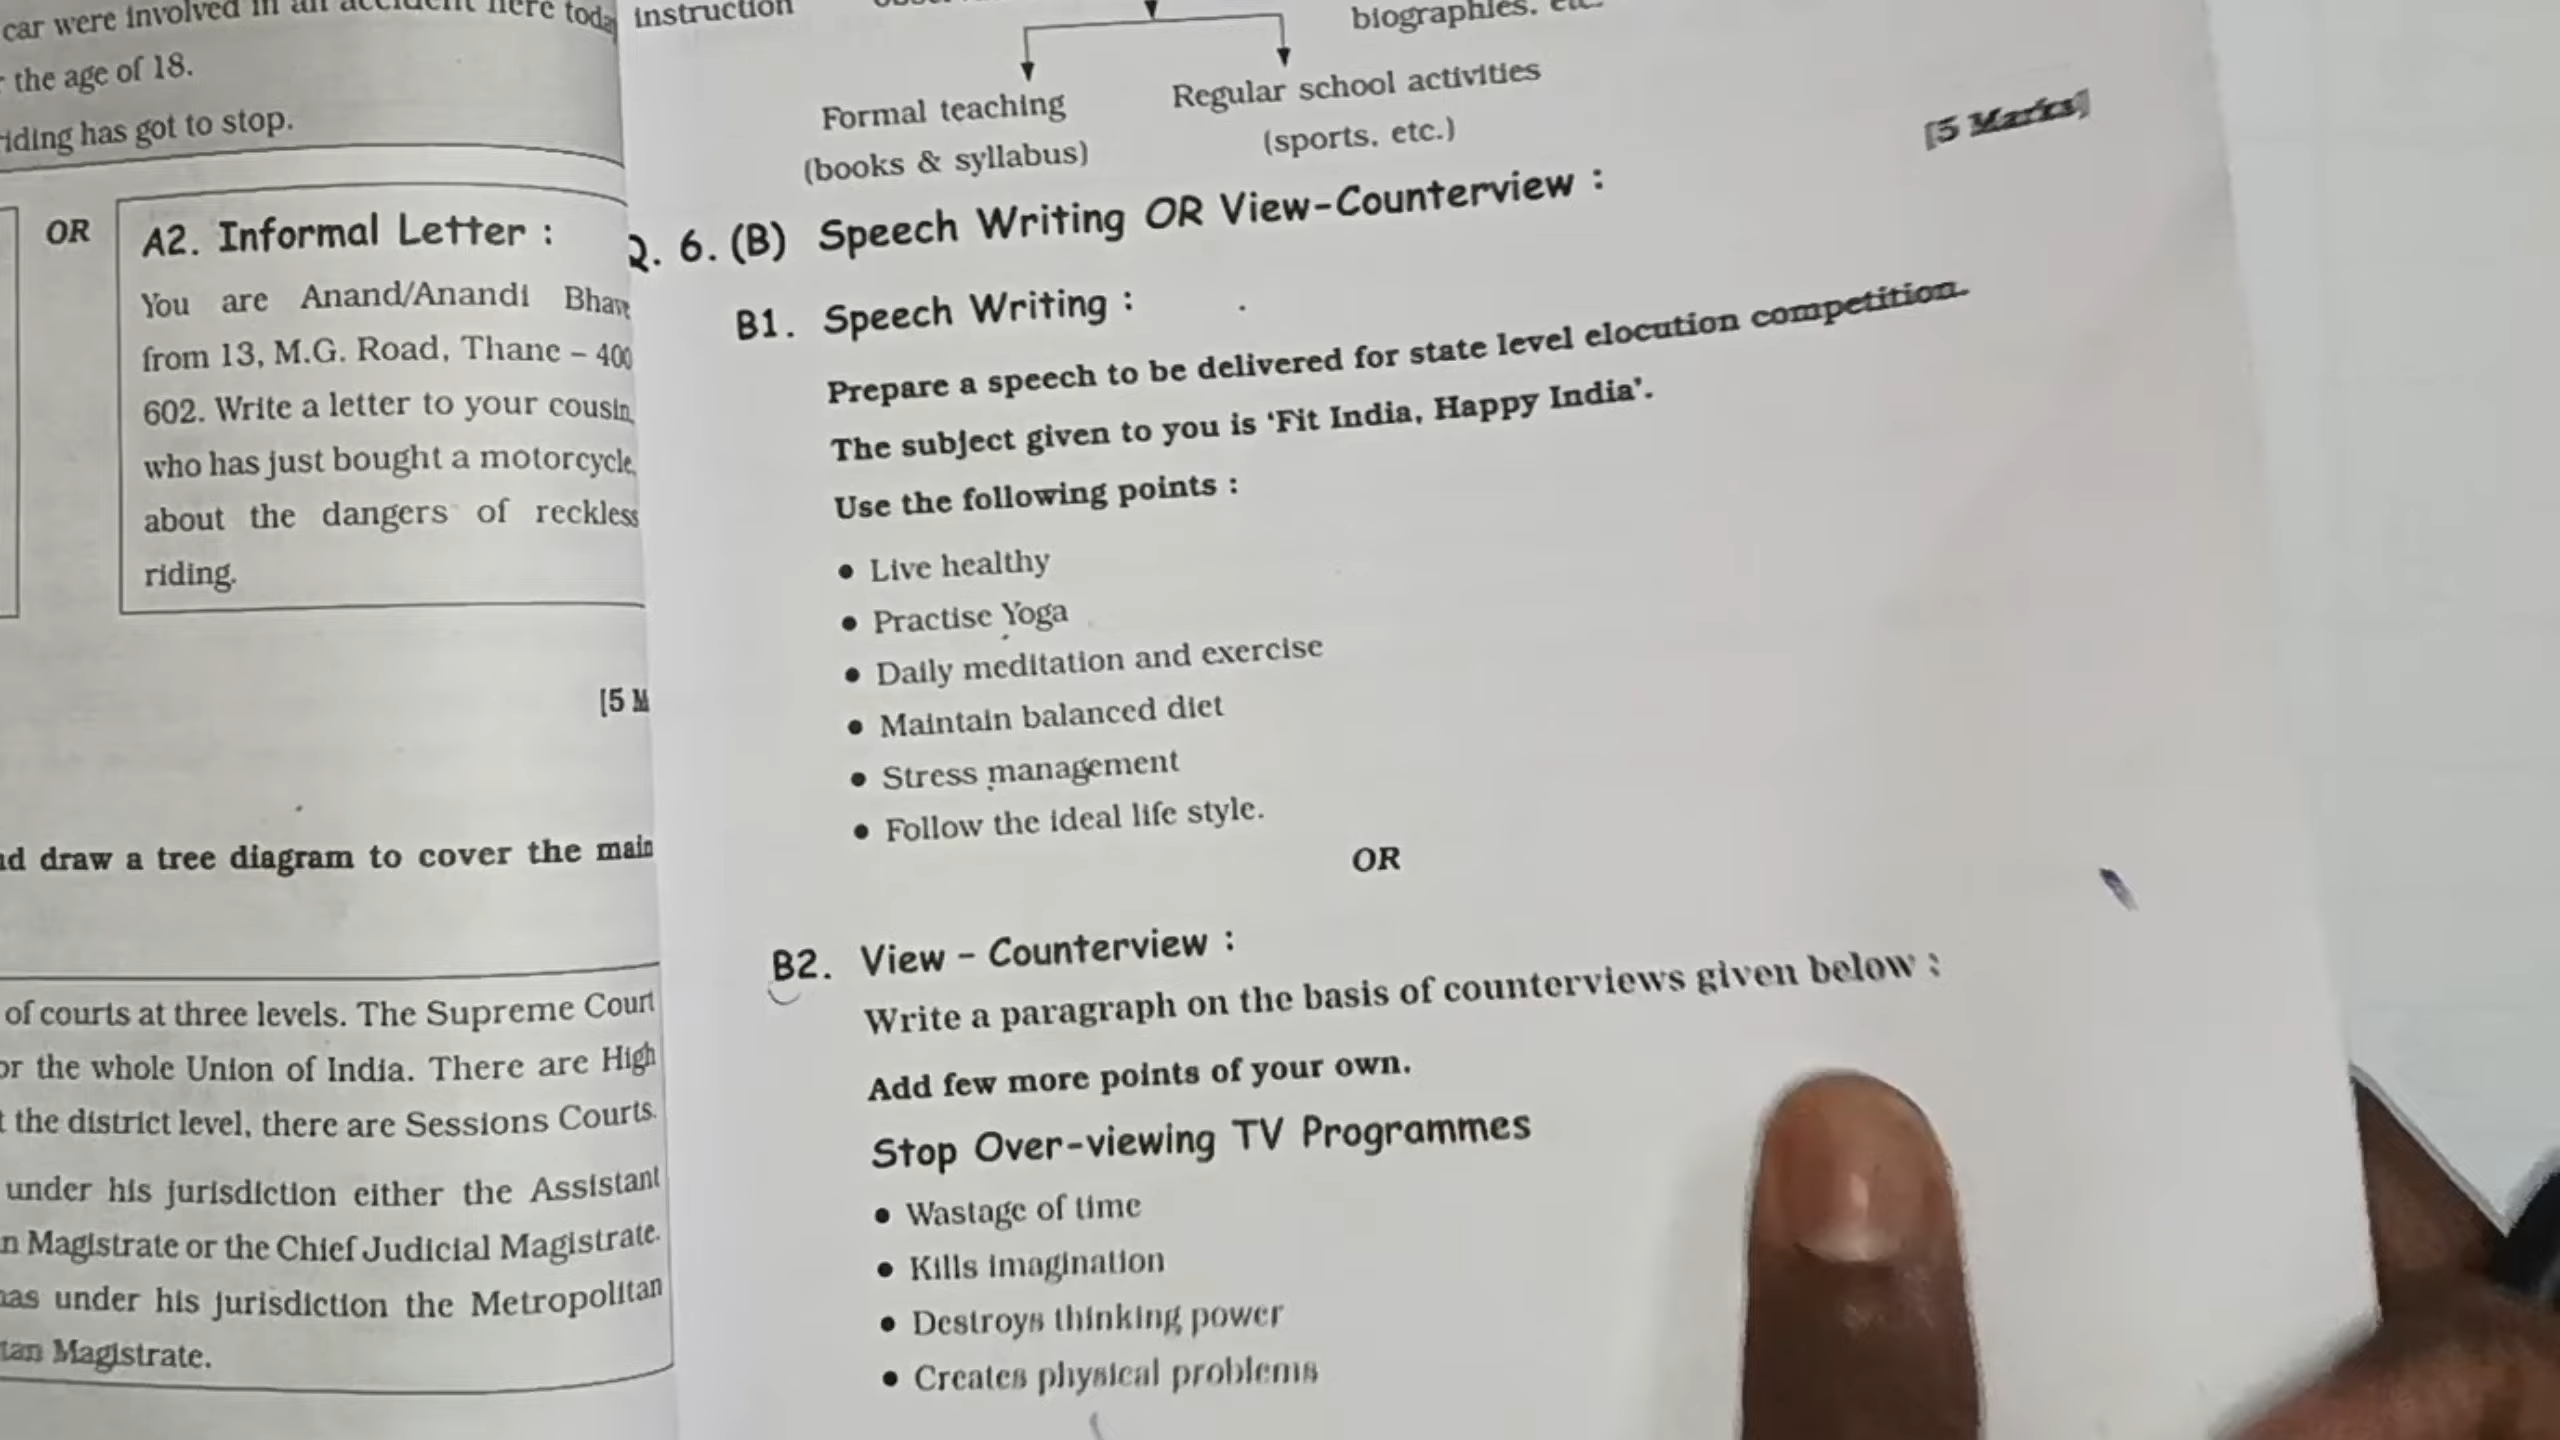 car were involved in an accident here
the age of 18.
riding has got to stop.
OR
A2. Informal Letter :
You are Anand/Anandi
from 13, M.G. Road, Thane – 400
602. Write a letter to your cousin,
who has just bought a motorcycle,
about the dangers of reckless
riding.
[5
draw a tree diagram to cover the main
of courts at three levels. The Supreme Court
for the whole Union of India. There are High
the district level, there are Sessions Courts.
under his jurisdiction either the Assistant
Magistrate or the Chief Judicial Magistrate.
has under his jurisdiction the Metropolitan
Magistrate.
instruction
biographies, etc.
Formal teaching
(books & syllabus)
Regular school activities
(sports, etc.)
[5 Marks]
Q. 6. (B) Speech Writing OR View-Counterview :
B1. Speech Writing :
Prepare a speech to be delivered for state level elocution competition.
The subject given to you is ‘Fit India, Happy India’.
Use the following points :
• Live healthy
• Practise Yoga
• Daily meditation and exercise
• Maintain balanced diet
• Stress management
• Follow the ideal life style.
OR
B2. View - Counterview :
Write a paragraph on the basis of counterviews given below :
Add few more points of your own.
Stop Over-viewing TV Programmes
• Wastage of time
• Kills imagination
• Destroys thinking power
• Creates physical problems